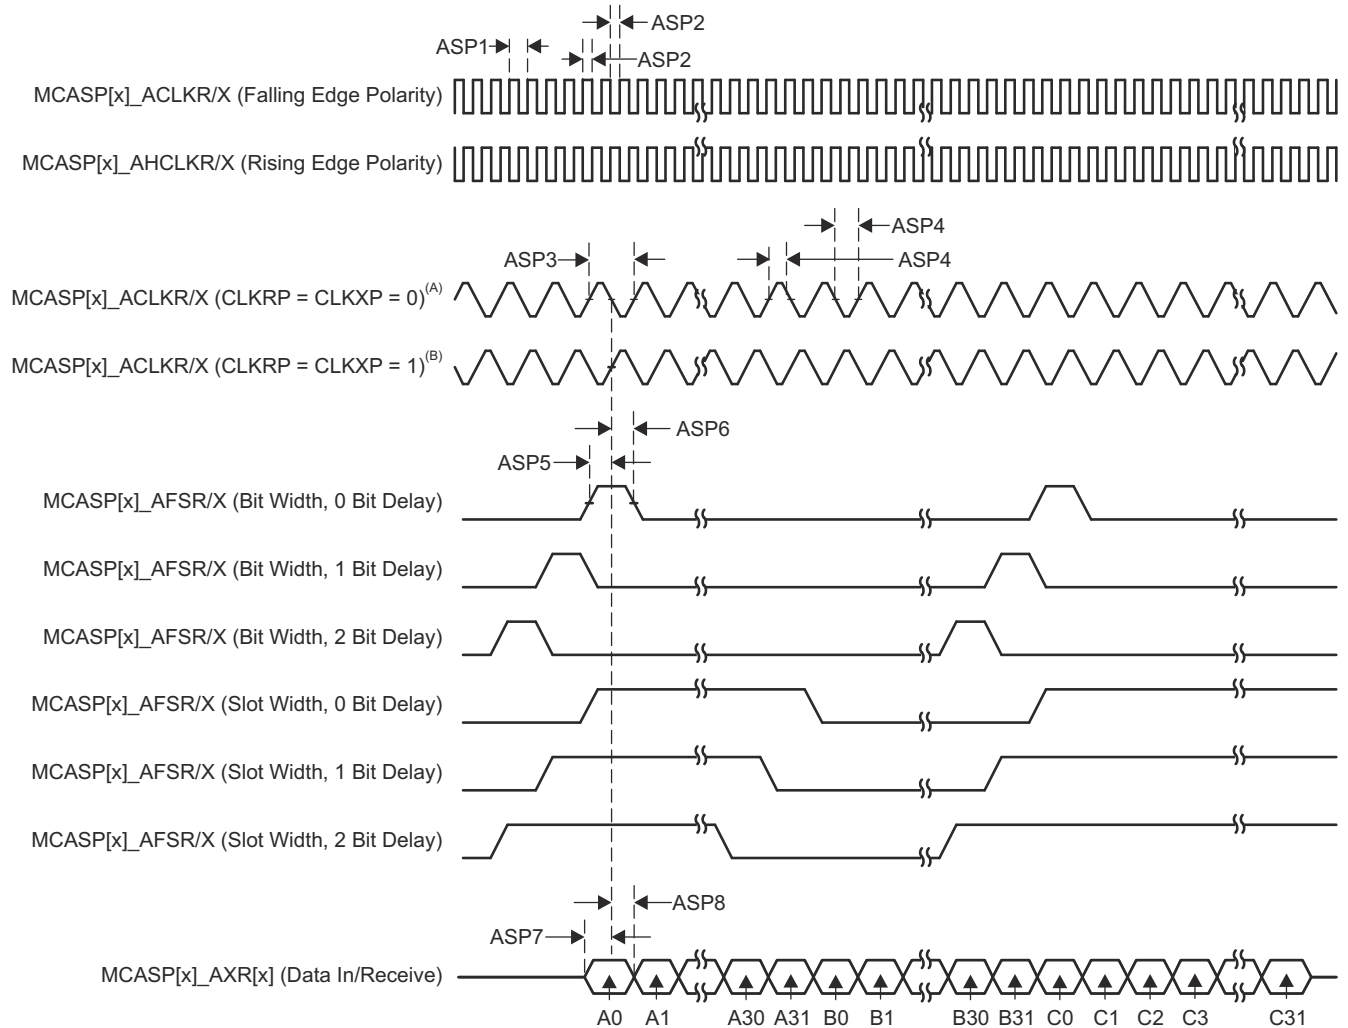 ASP2
ASP1
ASP2
MCASP[x]_ACLKR/X (Falling Edge Polarity)
MCASP[x]_AHCLKR/X (Rising Edge Polarity)
ASP4
ASP3
ASP4
MCASP[x]_ACLKR/X (CLKRP = CLKXP = 0)(A)
MCASP[x]_ACLKR/X (CLKRP = CLKXP = 1)(B)
ASP6
ASP5
MCASP[x]_AFSR/X (Bit Width, 0 Bit Delay)
MCASP[x]_AFSR/X (Bit Width, 1 Bit Delay)
MCASP[x]_AFSR/X (Bit Width, 2 Bit Delay)
MCASP[x]_AFSR/X (Slot Width, 0 Bit Delay)
MCASP[x]_AFSR/X (Slot Width, 1 Bit Delay)
MCASP[x]_AFSR/X (Slot Width, 2 Bit Delay)
ASP8
ASP7
MCASP[x]_AXR[x] (Data In/Receive)
A0 A1 A30 A31 B0 B1 B30 B31 C0 C1 C2 C3 C31